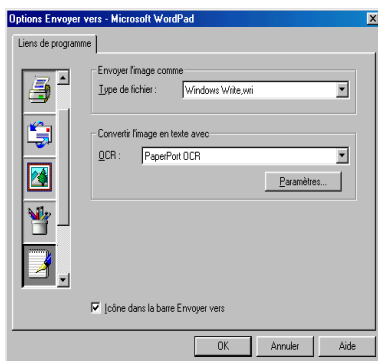 Options Envoyer vers - Microsoft WordPad
Liens de programme
Envoyer l'image comme
Type de fichier : Windows Write,wri
Convertir l'image en texte avec
OCR : PaperPort OCR
Paramètres...
Icône dans la barre Envoyer vers
OK Annuler Aide